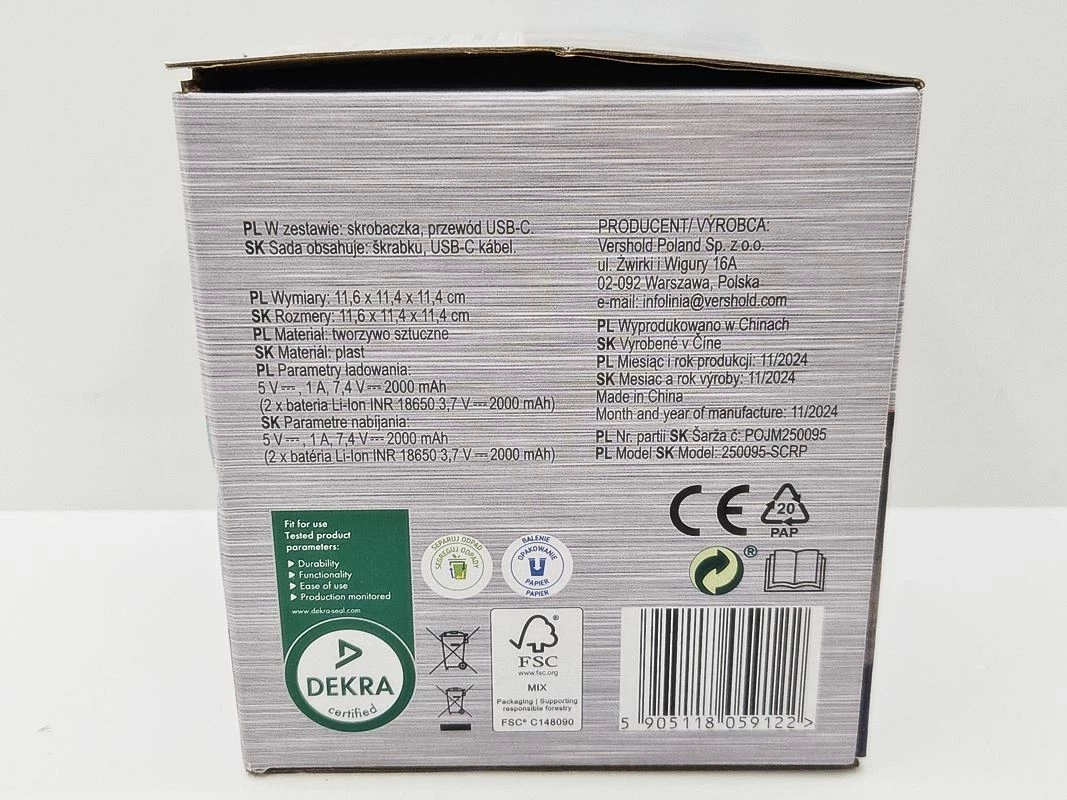 PL W zestawie: skrobaczka, przewód USB-C.
SK Sada obsahuje: škrabku, USB-C kábel.
PL Wymiary: 11,6 x 11,4 x 11,4 cm
SK Rozmery: 11,6 x 11,4 x 11,4 cm
PL Materiał: tworzywo sztuczne
SK Materiál: plast
PL Parametry ładowania:
5 V⎓, 1 A, 7,4 V⎓2000 mAh
(2 x bateria Li-Ion INR 18650 3,7 V⎓2000 mAh)
SK Parametre nabíjania:
5 V⎓, 1 A, 7,4 V⎓2000 mAh
(2 x batéria Li-Ion INR 18650 3,7 V⎓2000 mAh)
PRODUCENT/ VÝROBCA:
Vershold Poland Sp. z o.o.
ul. Żwirki i Wigury 16A
02-092 Warszawa, Polska
e-mail: infolinia@vershold.com
PL Wyprodukowano w Chinach
SK Vyrobené v Číne
PL Miesiąc i rok produkcji: 11/2024
SK Mesiac a rok výroby: 11/2024
Made in China
Month and year of manufacture: 11/2024
PL Nr. partii SK Šarža č: POJM250095
PL Model SK Model: 250095-SCRP
CE
20
PAP
®
Fit for use
Tested product
parameters:
Durability
Functionality
Ease of use
Production monitored
www.dekra-seal.com
DEKRA
certified
SEPARUJ ODPAD
SEGREGUJ ODPADY
BALENIE
OPAKOWANIE
PAPIER
PAPIER
®
FSC
www.fsc.org
MIX
Packaging | Supporting
responsible forestry
FSC® C148090
5 905118 059122 >